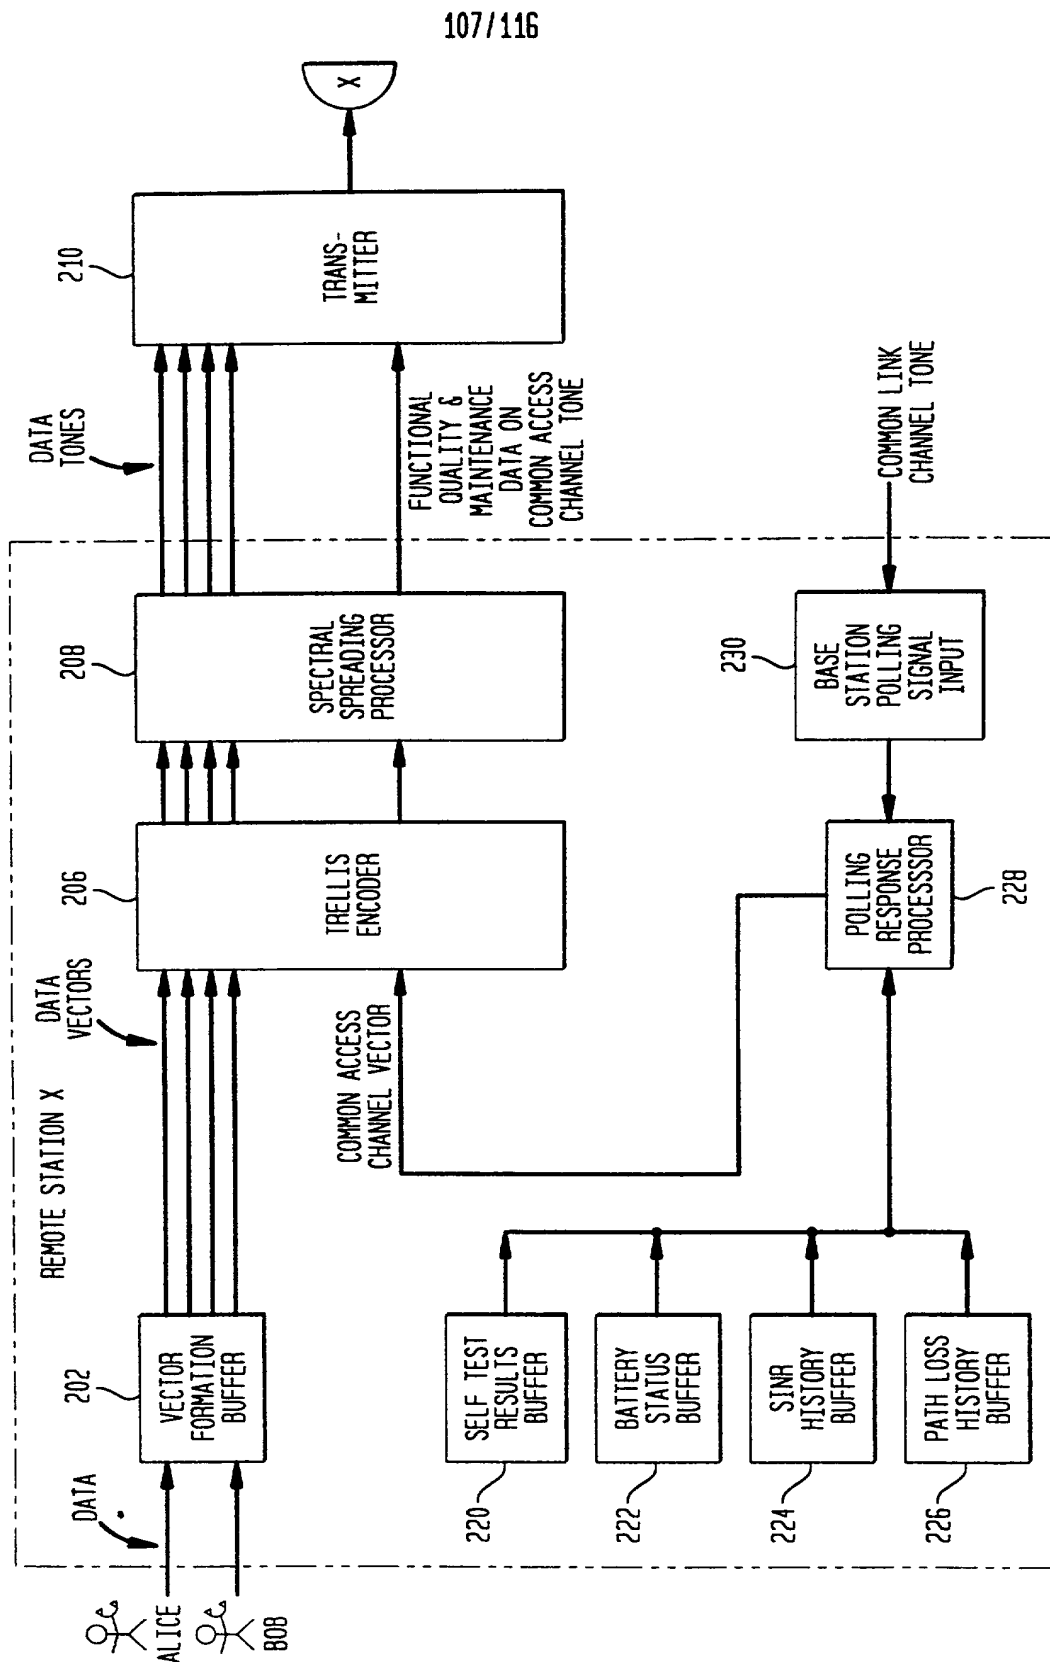 107/116
REMOTE STATION X
ALICE
BOB
DATA
202
VECTOR
FORMATION
BUFFER
DATA
VECTORS
206
TRELLIS
ENCODER
208
SPECTRAL
SPREADING
PROCESSOR
DATA
TONES
210
TRANS-
MITTER
X
COMMON ACCESS
CHANNEL VECTOR
FUNCTIONAL
QUALITY &
MAINTENANCE
DATA ON
COMMON ACCESS
CHANNEL TONE
SELF TEST
RESULTS
BUFFER
220
BATTERY
STATUS
BUFFER
222
SINR
HISTORY
BUFFER
224
PATH LOSS
HISTORY
BUFFER
226
POLLING
RESPONSE
PROCESSSOR
228
230
BASE
STATION
POLLING
SIGNAL
INPUT
COMMON LINK
CHANNEL TONE